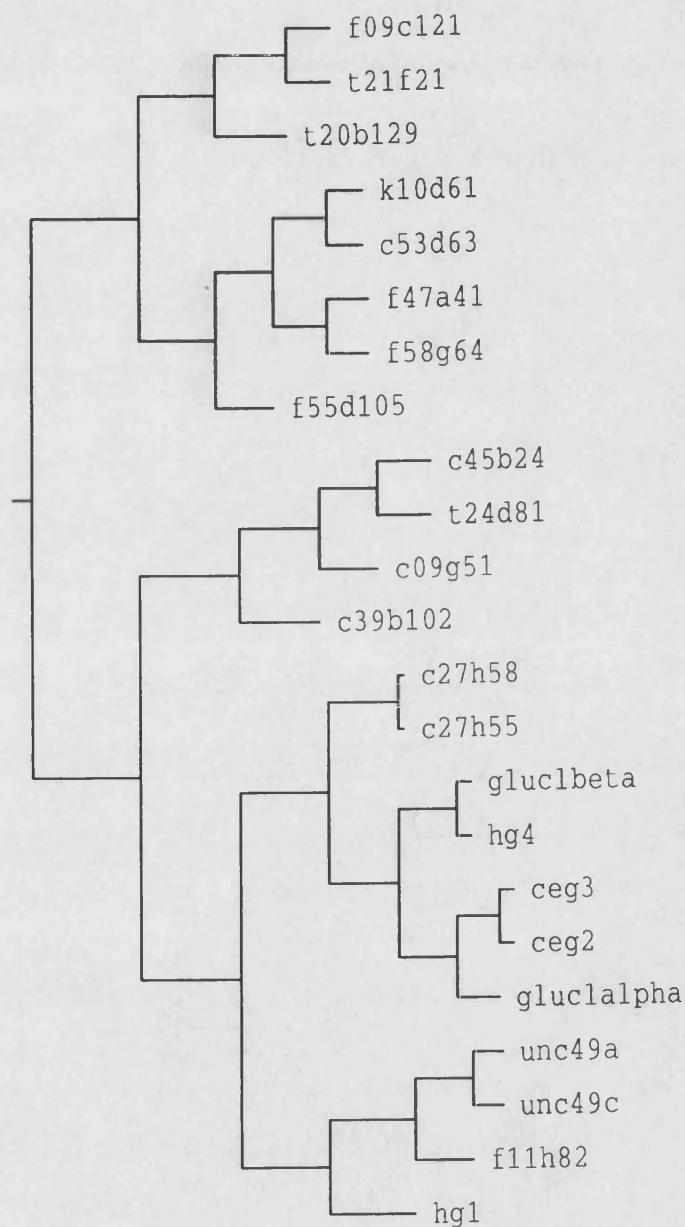 f09c121
t21f21
t20b129
k10d61
c53d63
f47a41
f58g64
f55d105
c45b24
t24d81
c09g51
c39b102
c27h58
c27h55
gluclbeta
hg4
ceg3
ceg2
gluclalpha
unc49a
unc49c
f11h82
hg1